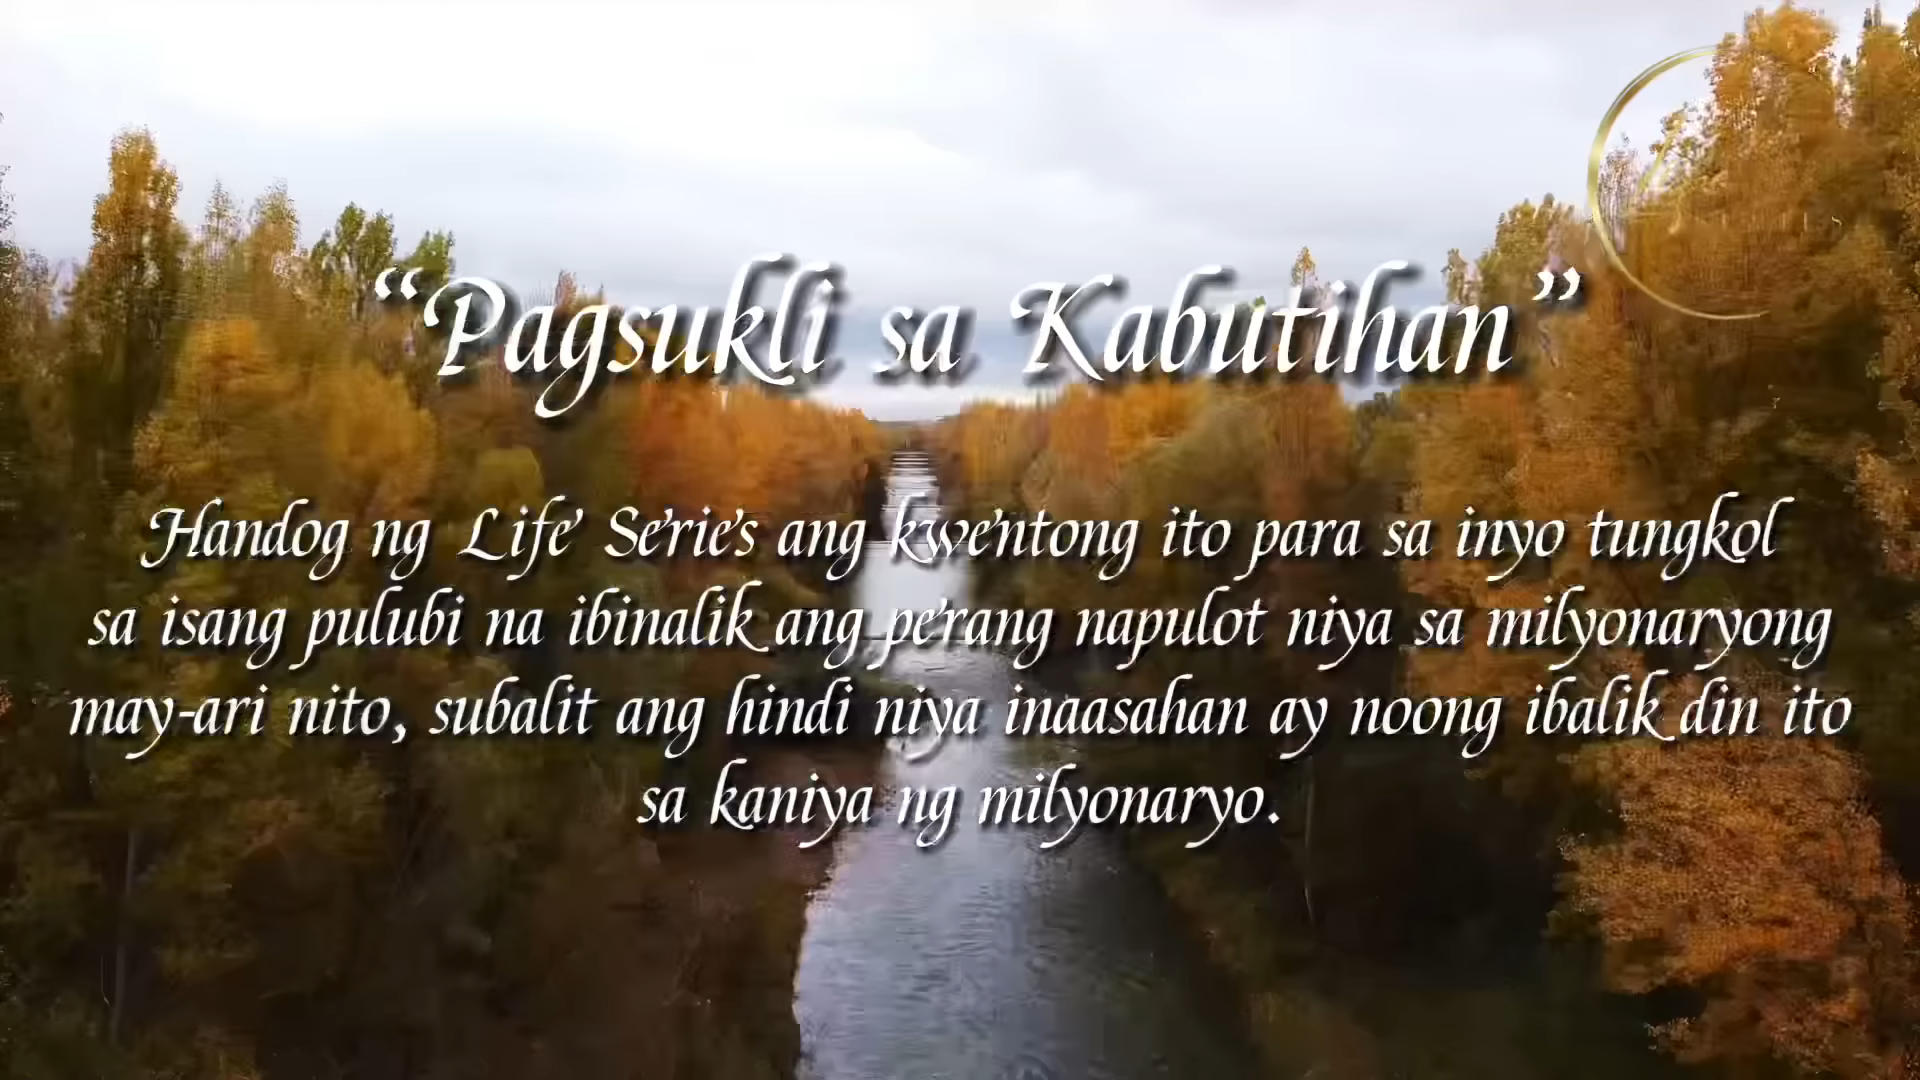 “Pagsukli sa Kabutihan”
Handog ng Life Series ang kwentong ito para sa inyo tungkol
sa isang pulubi na ibinalik ang perang napulot niya sa milyonaryong
may-ari nito, subalit ang hindi niya inaasahan ay noong ibalik din ito
sa kaniya ng milyonaryo.